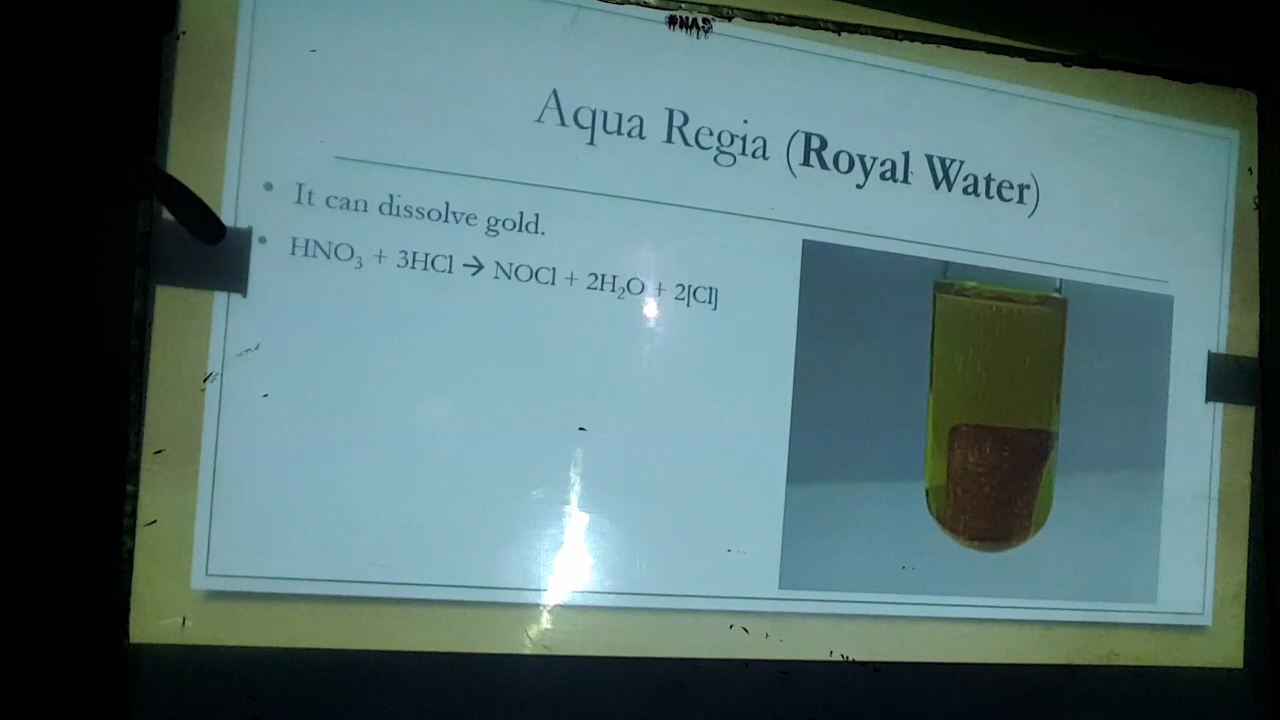 #NAS
Aqua Regia (Royal Water)
• It can dissolve gold.
• HNO₃ + 3HCl → NOCl + 2H₂O + 2[Cl]